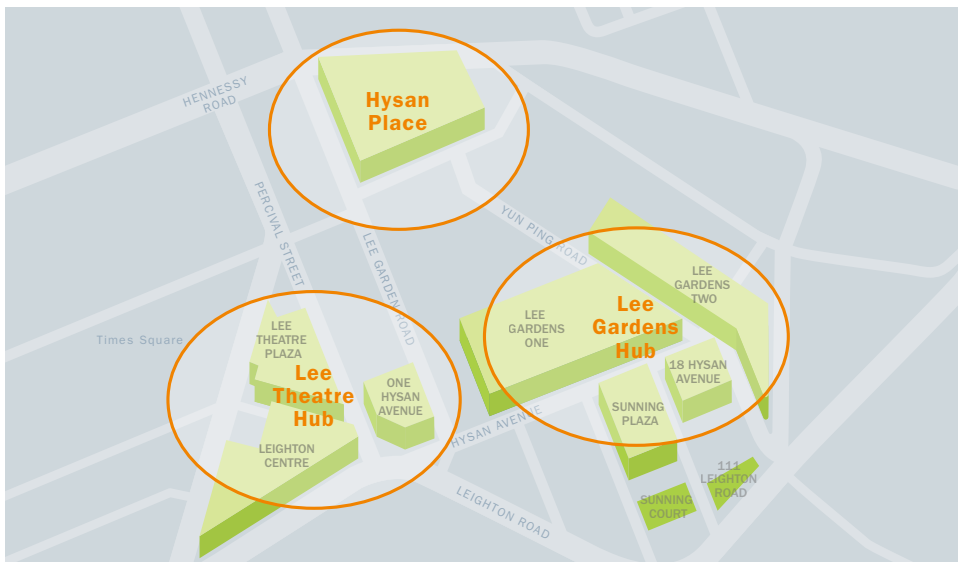 HENNESSY
ROAD
Hysan
Place
PERCIVAL STREET
LEE GARDEN ROAD
YUN PING ROAD
LEE
GARDENS
TWO
LEE
GARDENS
ONE
Lee
Gardens
Hub
LEE
THEATRE
PLAZA
Times Square
Lee
Theatre
Hub
ONE
HYSAN
AVENUE
18 HYSAN
AVENUE
SUNNING
PLAZA
HYSAN AVENUE
LEIGHTON
CENTRE
111
LEIGHTON
ROAD
SUNNING
COURT
LEIGHTON ROAD